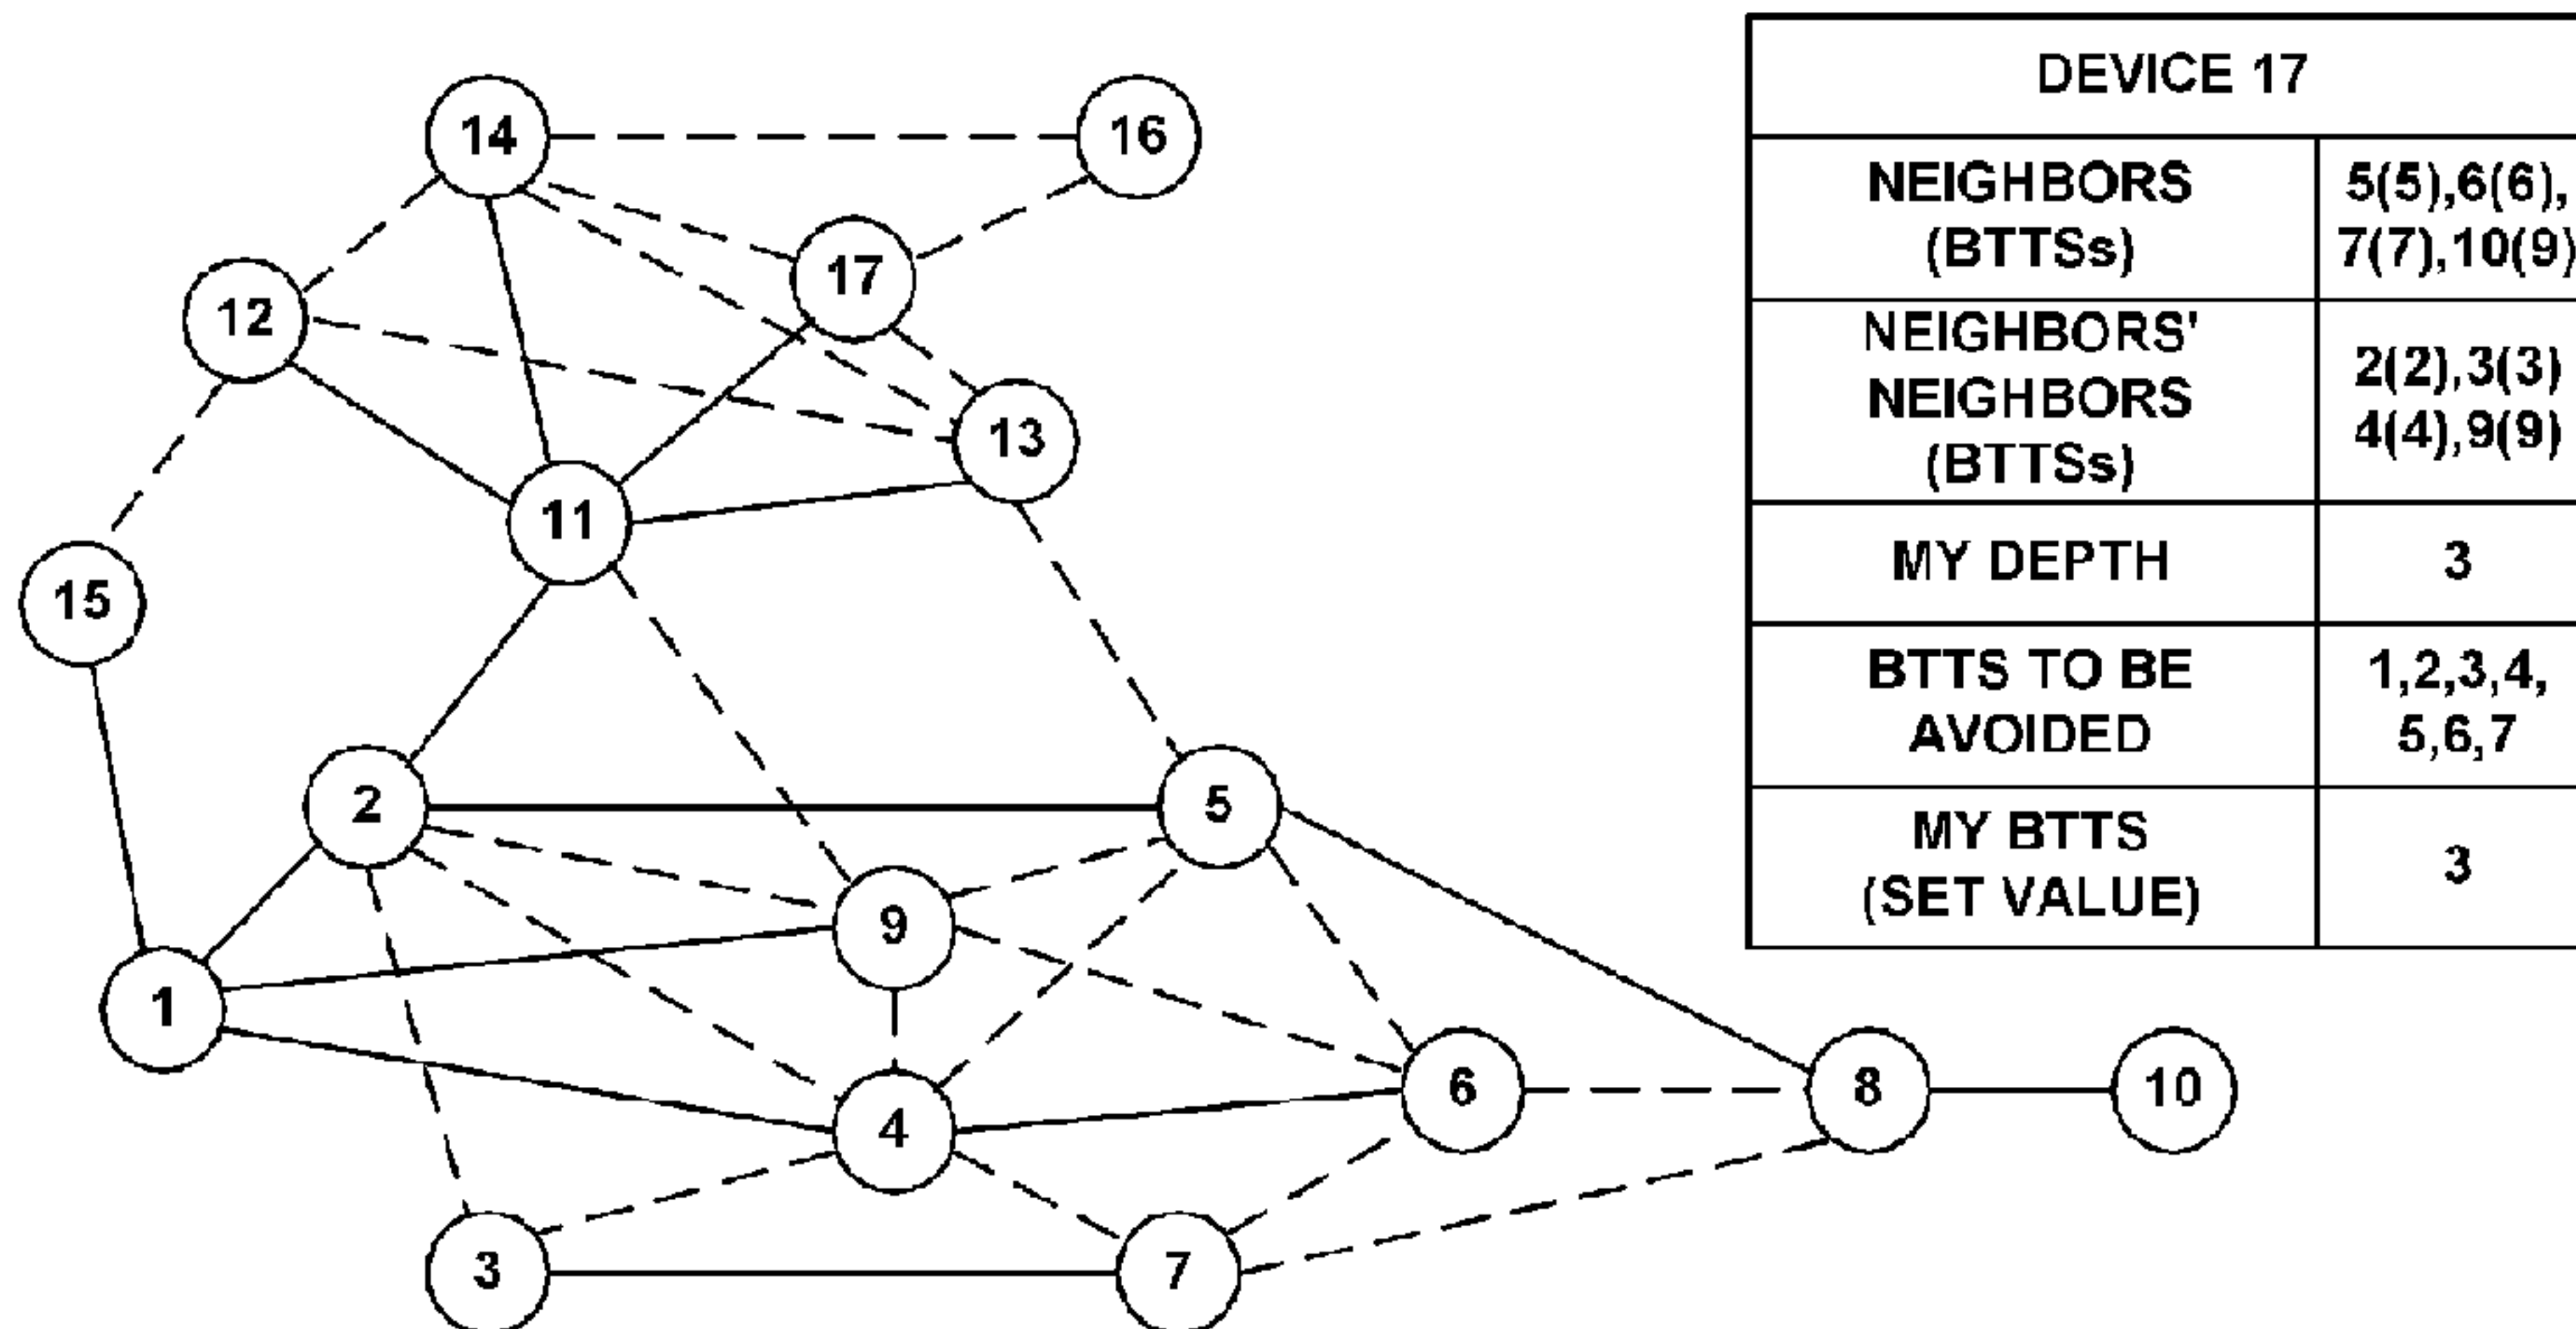 14
16
17
12
13
11
15
2
5
9
1
6
8
10
4
3
7
DEVICE 17
NEIGHBORS
(BTTSs)
5(5),6(6),
7(7),10(9)
NEIGHBORS'
NEIGHBORS
(BTTSs)
2(2),3(3)
4(4),9(9)
MY DEPTH
3
BTTS TO BE
AVOIDED
1,2,3,4,
5,6,7
MY BTTS
(SET VALUE)
3